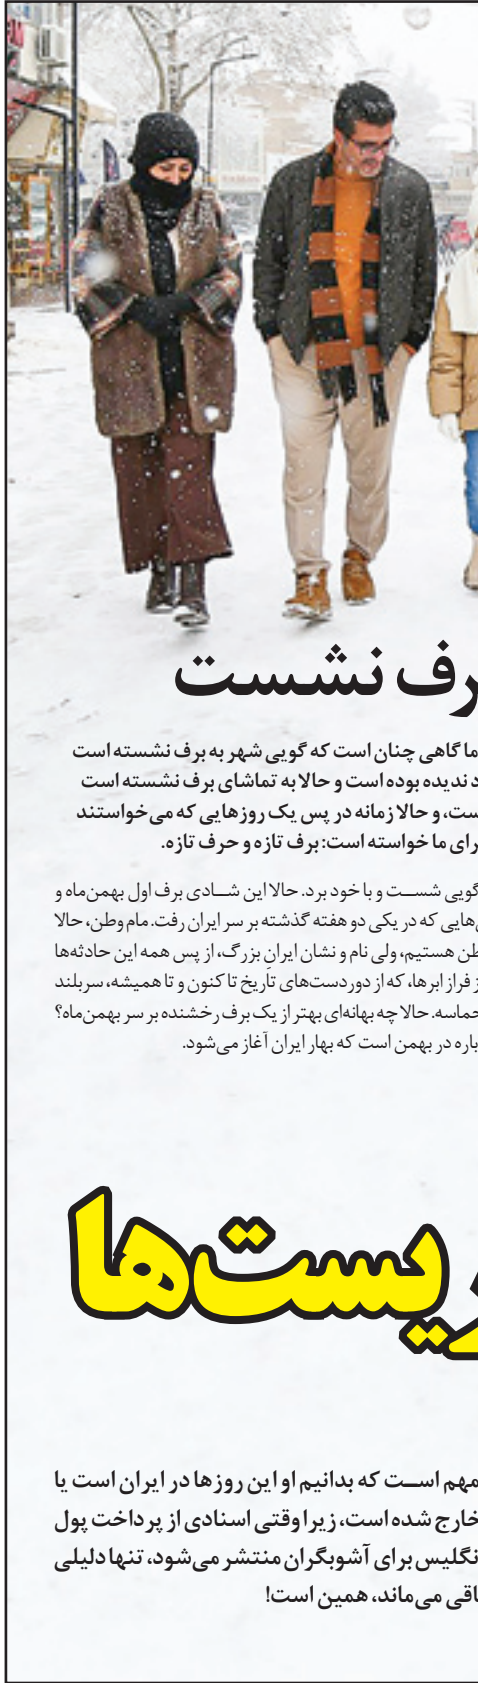 رف نشست
ما گاهی چنان است که گویی شهر به برف نشسته است
د ندیده بوده است و حالا به تماشای برف نشسته است
ست، و حالا زمانه در پس یک روزهایی که می‌خواستند
رای ما خواسته است: برف تازه و حرف تازه.
گویی شســت و با خود برد. حالا این شــادی برف اول بهمن‌ماه و
هایی که در یکی دو هفته گذشته بر سر ایران رفت. مام وطن، حالا
طن هستیم، ولی نام و نشان ایرانِ بزرگ، از پس همه این حادثه‌ها
ز فراز ابرها، که از دوردست‌های تاریخ تا کنون و تا همیشه، سربلند
حماسه. حالا چه بهانه‌ای بهتر از یک برف رخشنده بر سر بهمن‌ماه؟
باره در بهمن است که بهار ایران آغاز می‌شود.
ریست‌ها
مهم اســت که بدانیم او این روزها در ایران است یا
خارج شده است، زیرا وقتی اسنادی از پرداخت پول
نگلیس برای آشوبگران منتشر می‌شود، تنها دلیلی
اقی می‌ماند، همین است!